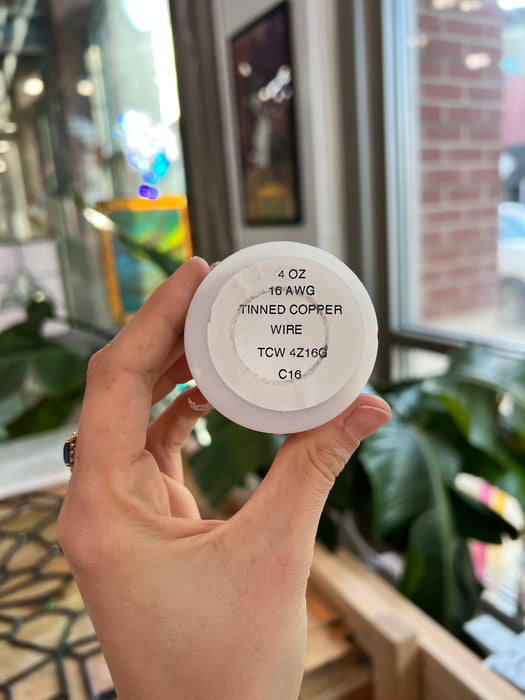 4 OZ
16 AWG
TINNED COPPER
WIRE
TCW 4Z16G
C16